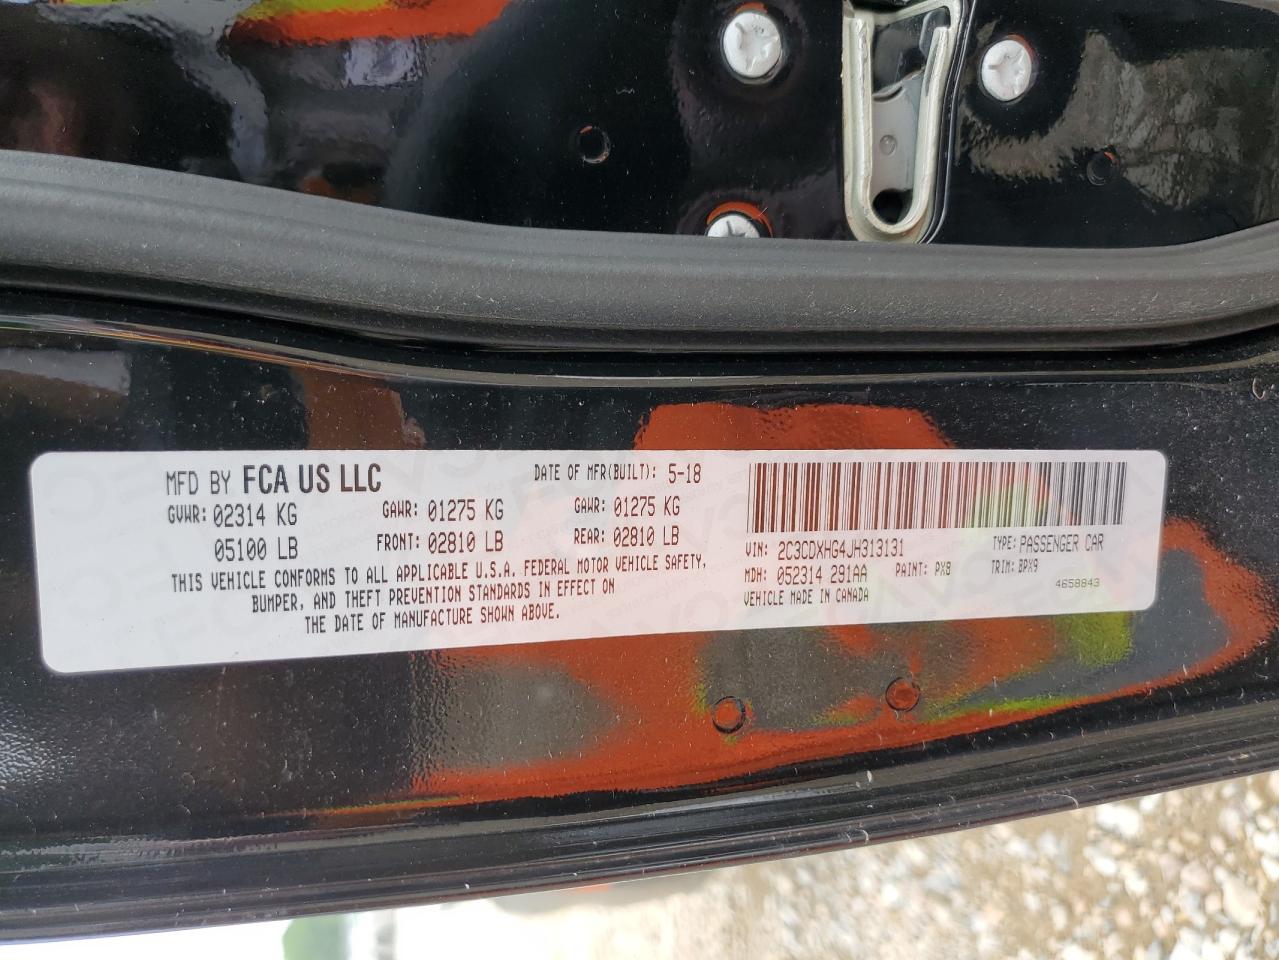 MFD BY FCA US LLC DATE OF MFR(BUILT): 5-18
GVWR: 02314 KG GAWR: 01275 KG GAWR: 01275 KG
05100 LB FRONT: 02810 LB REAR: 02810 LB
THIS VEHICLE CONFORMS TO ALL APPLICABLE U.S.A. FEDERAL MOTOR VEHICLE SAFETY,
BUMPER, AND THEFT PREVENTION STANDARDS IN EFFECT ON
THE DATE OF MANUFACTURE SHOWN ABOVE.
VIN: 2C3CDXHG4JH313131 TYPE: PASSENGER CAR
MDH: 052314 291AA PAINT: PX8 TRIM: BPX9
VEHICLE MADE IN CANADA 4658843